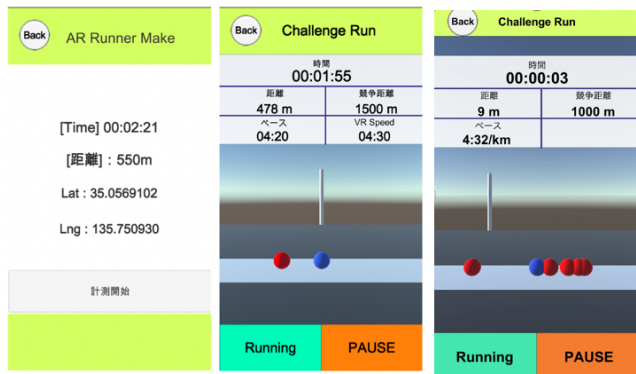 Back
AR Runner Make
[Time] 00:02:21
[距離] : 550m
Lat : 35.0569102
Lng : 135.750930
計測開始
Back
Challenge Run
時間
00:01:55
距離 競争距離
478 m 1500 m
ペース VR Speed
04:20 04:30
Running PAUSE
Back
Challenge Run
時間
00:00:03
距離 競争距離
9 m 1000 m
ペース
4:32/km
Running PAUSE